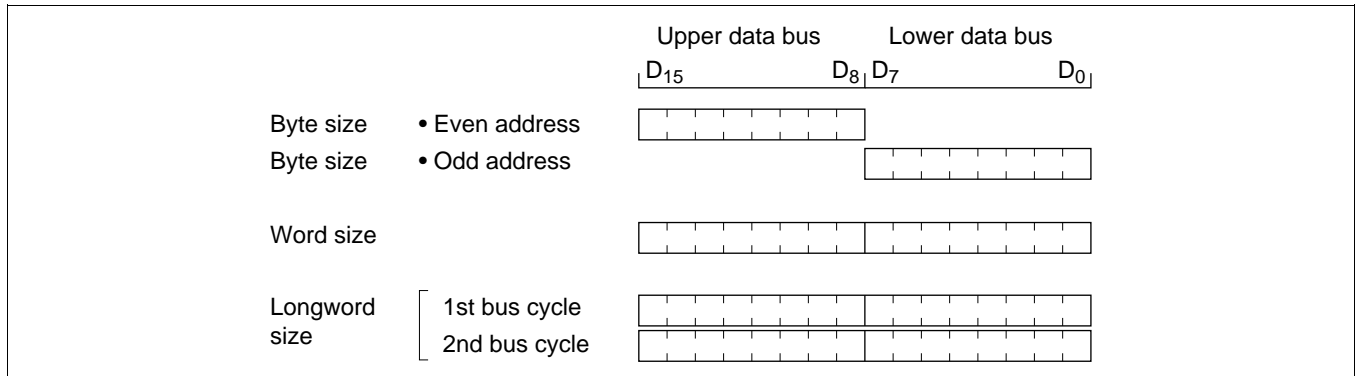 Upper data bus Lower data bus
D15 D8 D7 D0
Byte size • Even address
Byte size • Odd address
Word size
Longword size 1st bus cycle
2nd bus cycle